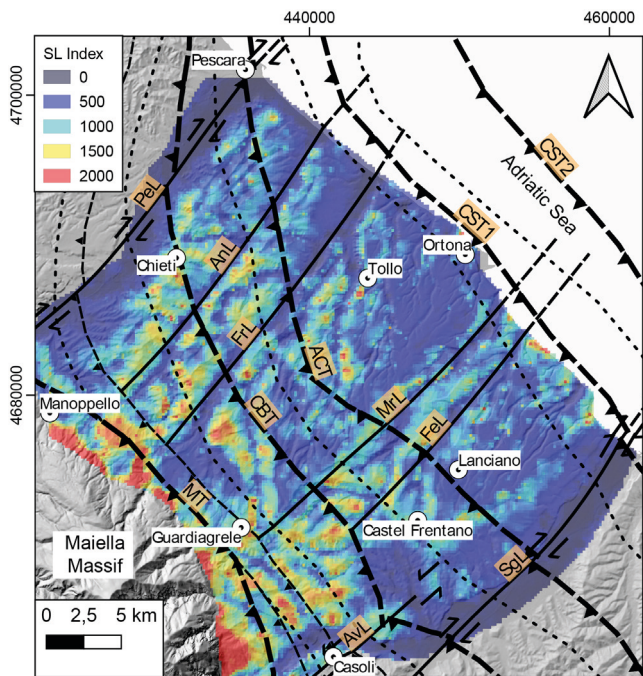 440000
460000
4700000
4680000
SL Index
0
500
1000
1500
2000
Pescara
PeL
CST2
Adriatic Sea
CST1
Ortona
AnL
Chieti
Tollo
FrL
ACT
Manoppello
CBT
MrL
FeL
Lanciano
MT
Guardiagrele
Castel Frentano
Maiella
Massif
SgL
0 2,5 5 km
AvL
Casoli